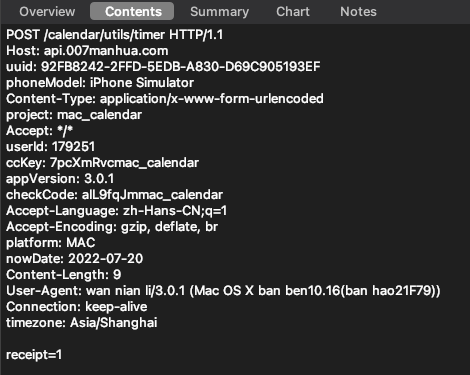 Overview Contents Summary Chart Notes
POST /calendar/utils/timer HTTP/1.1
Host: api.007manhua.com
uuid: 92FB8242-2FFD-5EDB-A830-D69C905193EF
phoneModel: iPhone Simulator
Content-Type: application/x-www-form-urlencoded
project: mac_calendar
Accept: */*
userId: 179251
ccKey: 7pcXmRvcmac_calendar
appVersion: 3.0.1
checkCode: alL9fqJmmac_calendar
Accept-Language: zh-Hans-CN;q=1
Accept-Encoding: gzip, deflate, br
platform: MAC
nowDate: 2022-07-20
Content-Length: 9
User-Agent: wan nian li/3.0.1 (Mac OS X ban ben10.16(ban hao21F79))
Connection: keep-alive
timezone: Asia/Shanghai
receipt=1